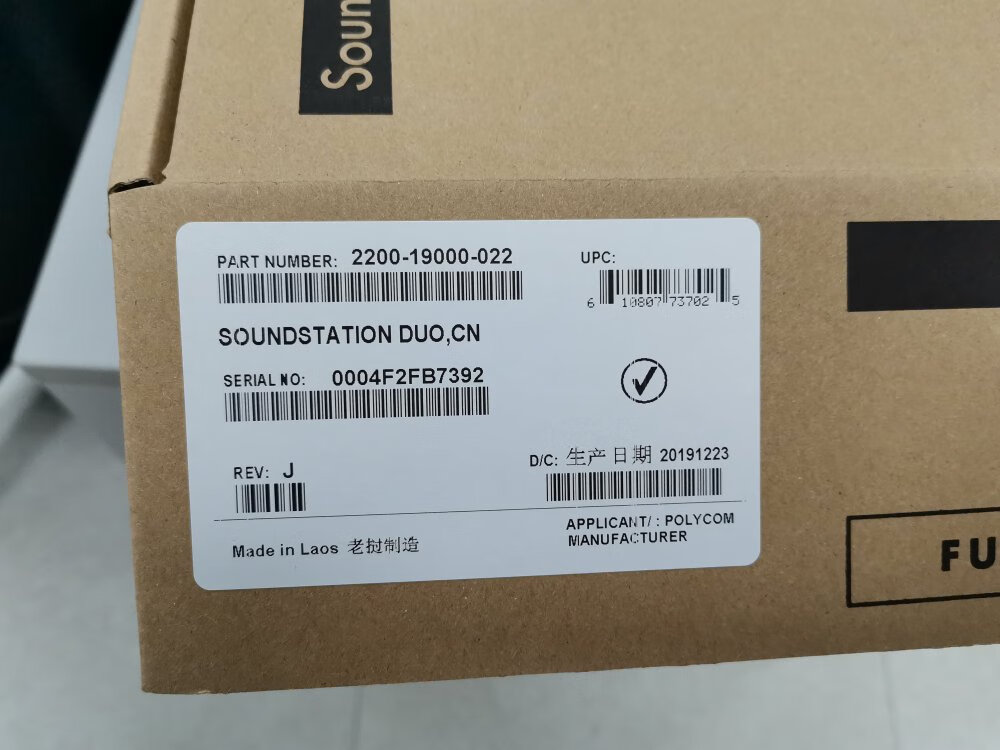 Soun
PART NUMBER: 2200-19000-022
UPC:
6 10807 73702 5
SOUNDSTATION DUO,CN
SERIAL NO: 0004F2FB7392
REV: J
D/C: 生产日期 20191223
Made in Laos 老挝制造
APPLICANT/ : POLYCOM
MANUFACTURER
FU